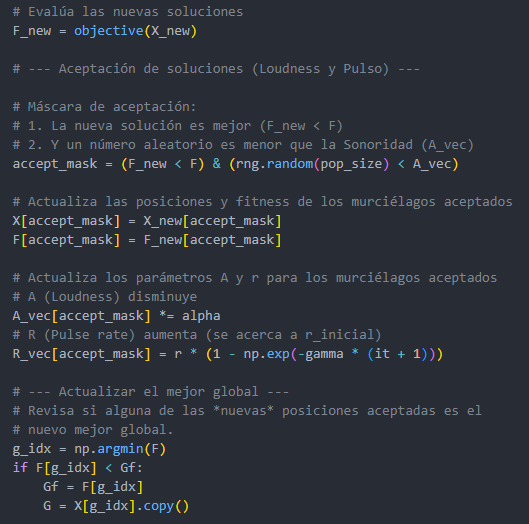 # Evalúa las nuevas soluciones
F_new = objective(X_new)
# --- Aceptación de soluciones (Loudness y Pulso) ---
# Máscara de aceptación:
# 1. La nueva solución es mejor (F_new < F)
# 2. Y un número aleatorio es menor que la Sonoridad (A_vec)
accept_mask = (F_new < F) & (rng.random(pop_size) < A_vec)
# Actualiza las posiciones y fitness de los murciélagos aceptados
X[accept_mask] = X_new[accept_mask]
F[accept_mask] = F_new[accept_mask]
# Actualiza los parámetros A y r para los murciélagos aceptados
# A (Loudness) disminuye
A_vec[accept_mask] *= alpha
# R (Pulse rate) aumenta (se acerca a r_inicial)
R_vec[accept_mask] = r * (1 - np.exp(-gamma * (it + 1)))
# --- Actualizar el mejor global ---
# Revisa si alguna de las *nuevas* posiciones aceptadas es el
# nuevo mejor global.
g_idx = np.argmin(F)
if F[g_idx] < Gf:
    Gf = F[g_idx]
    G = X[g_idx].copy()